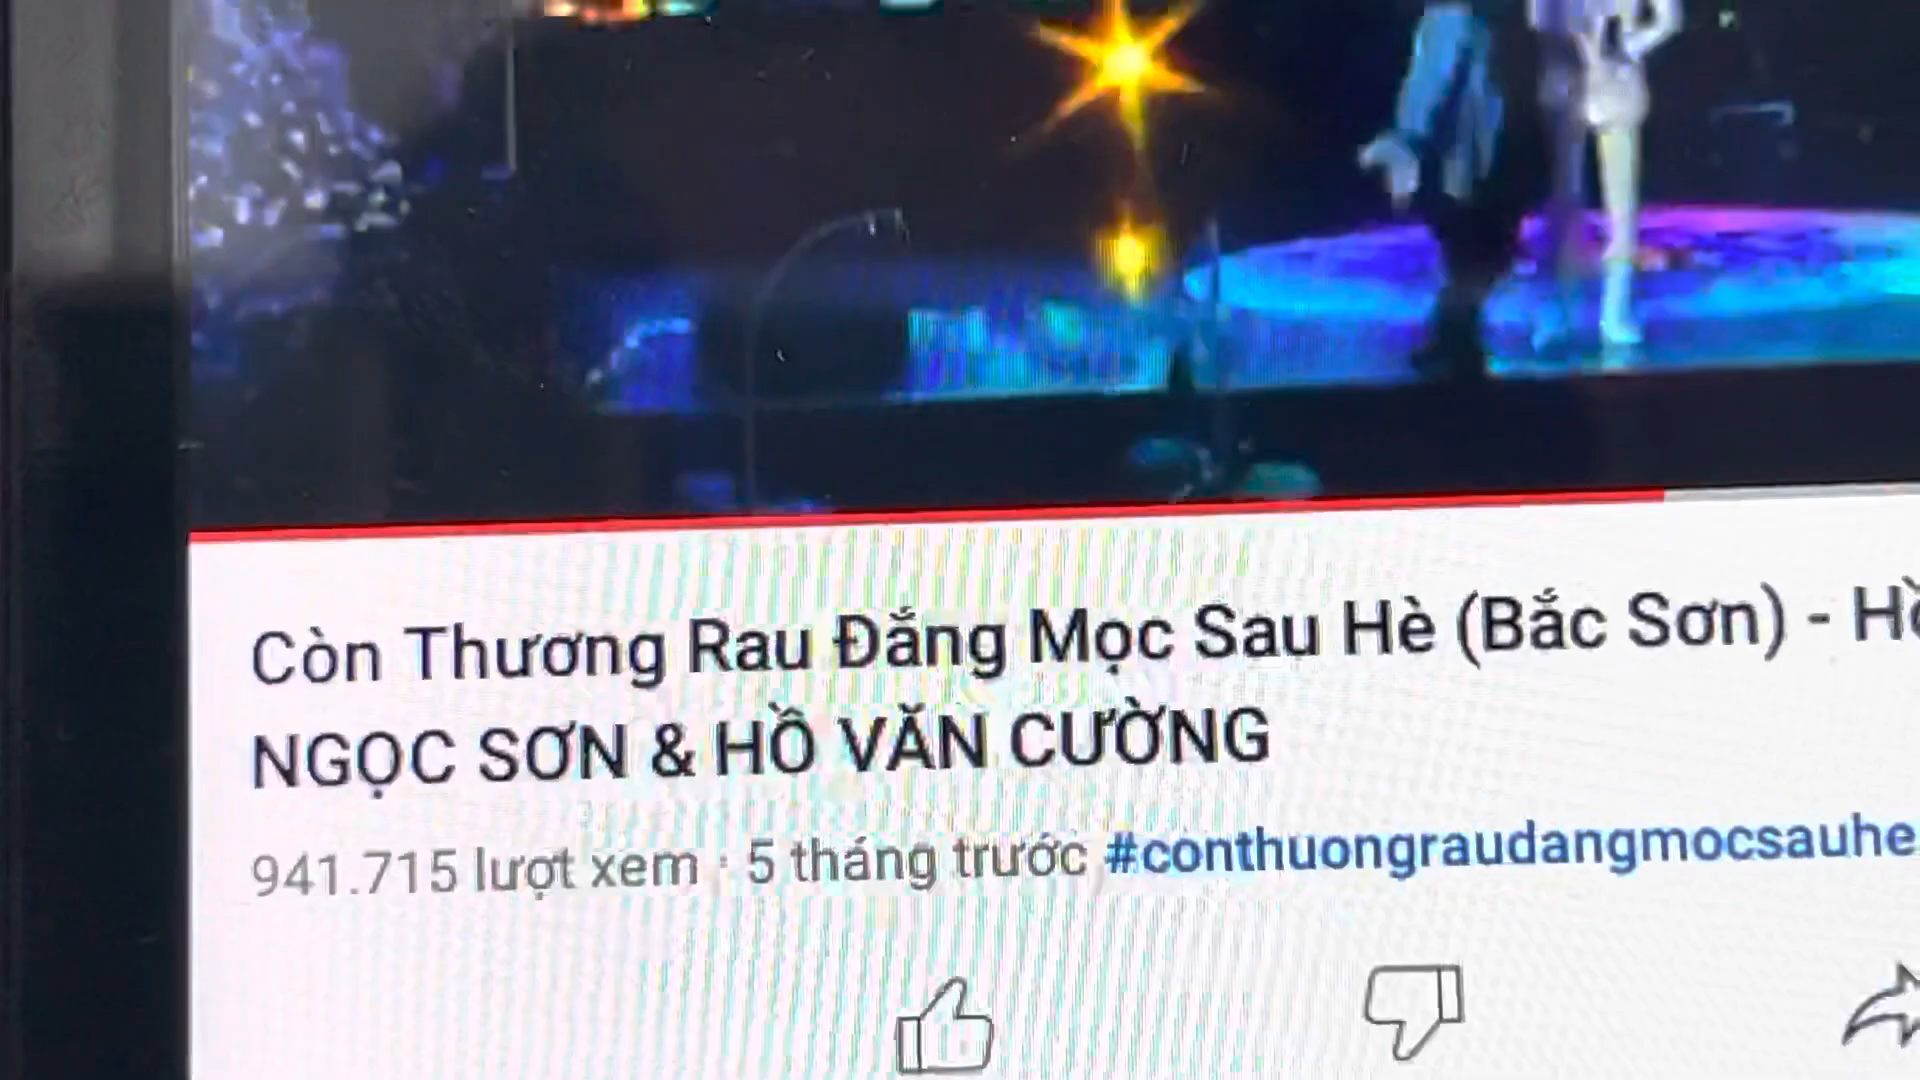 Còn Thương Rau Đắng Mọc Sau Hè (Bắc Sơn) - Hồ
NGỌC SƠN & HỒ VĂN CƯỜNG
941.715 lượt xem · 5 tháng trước #conthuongraudangmocsauhe